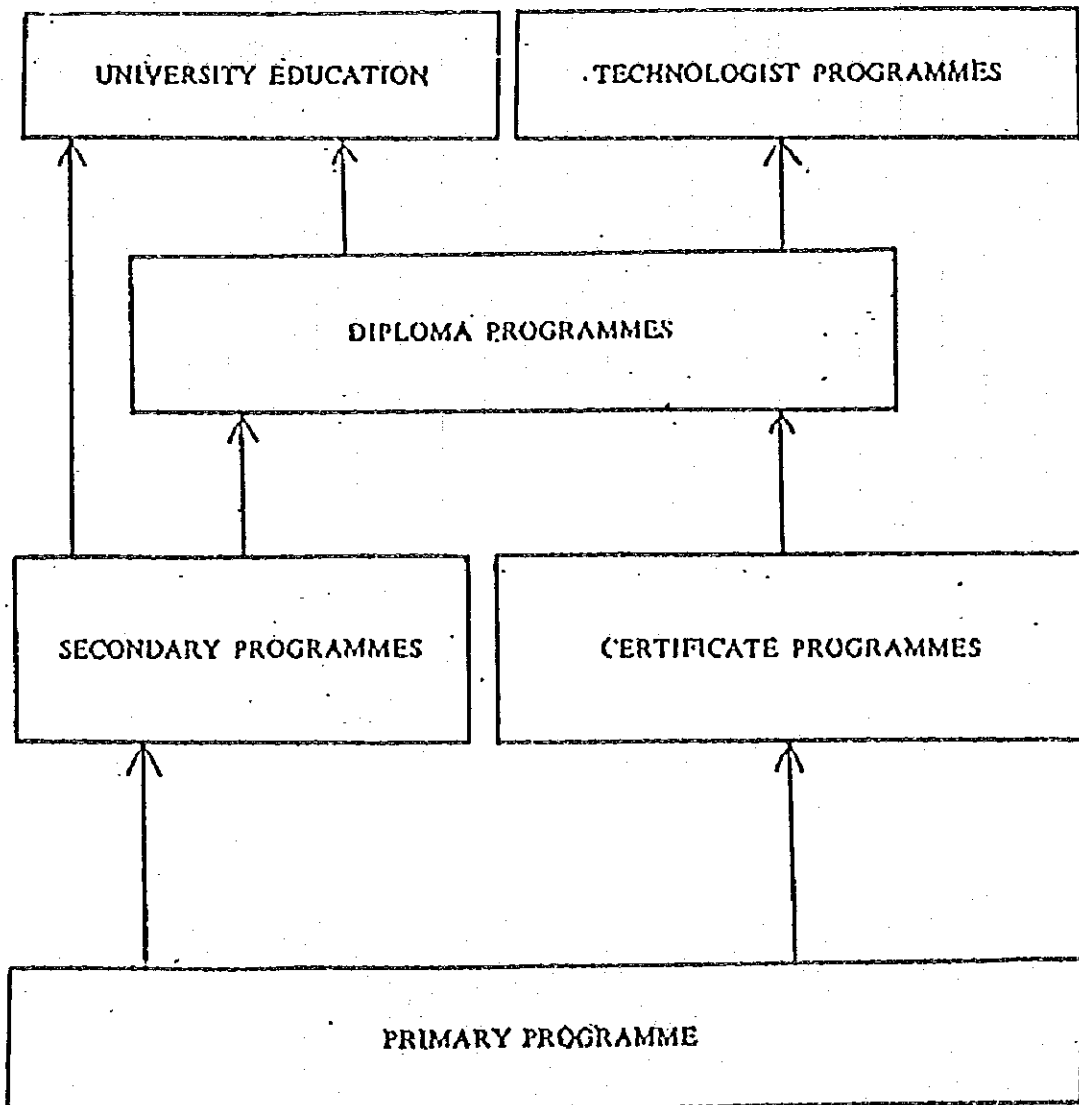 UNIVERSITY EDUCATION
TECHNOLOGIST PROGRAMMES
DIPLOMA PROGRAMMES
SECONDARY PROGRAMMES
CERTIFICATE PROGRAMMES
PRIMARY PROGRAMME